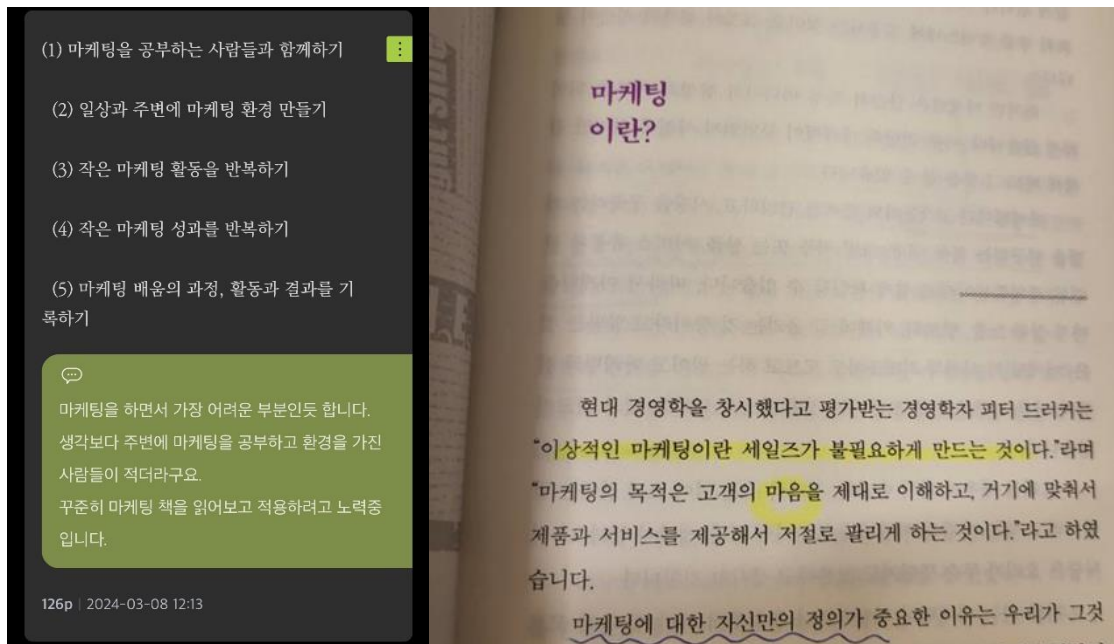 (1) 마케팅을 공부하는 사람들과 함께하기
(2) 일상과 주변에 마케팅 환경 만들기
(3) 작은 마케팅 활동을 반복하기
(4) 작은 마케팅 성과를 반복하기
(5) 마케팅 배움의 과정, 활동과 결과를 기
록하기
마케팅을 하면서 가장 어려운 부분인듯 합니다.
생각보다 주변에 마케팅을 공부하고 환경을 가진
사람들이 적더라구요.
꾸준히 마케팅 책을 읽어보고 적용하려고 노력중
입니다.
126p | 2024-03-08 12:13
마케팅
이란?
현대 경영학을 창시했다고 평가받는 경영학자 피터 드러커는
"이상적인 마케팅이란 세일즈가 불필요하게 만드는 것이다."라며
"마케팅의 목적은 고객의 마음을 제대로 이해하고, 거기에 맞춰서
제품과 서비스를 제공해서 저절로 팔리게 하는 것이다."라고 하였
습니다.
마케팅에 대한 자신만의 정의가 중요한 이유는 우리가 그것